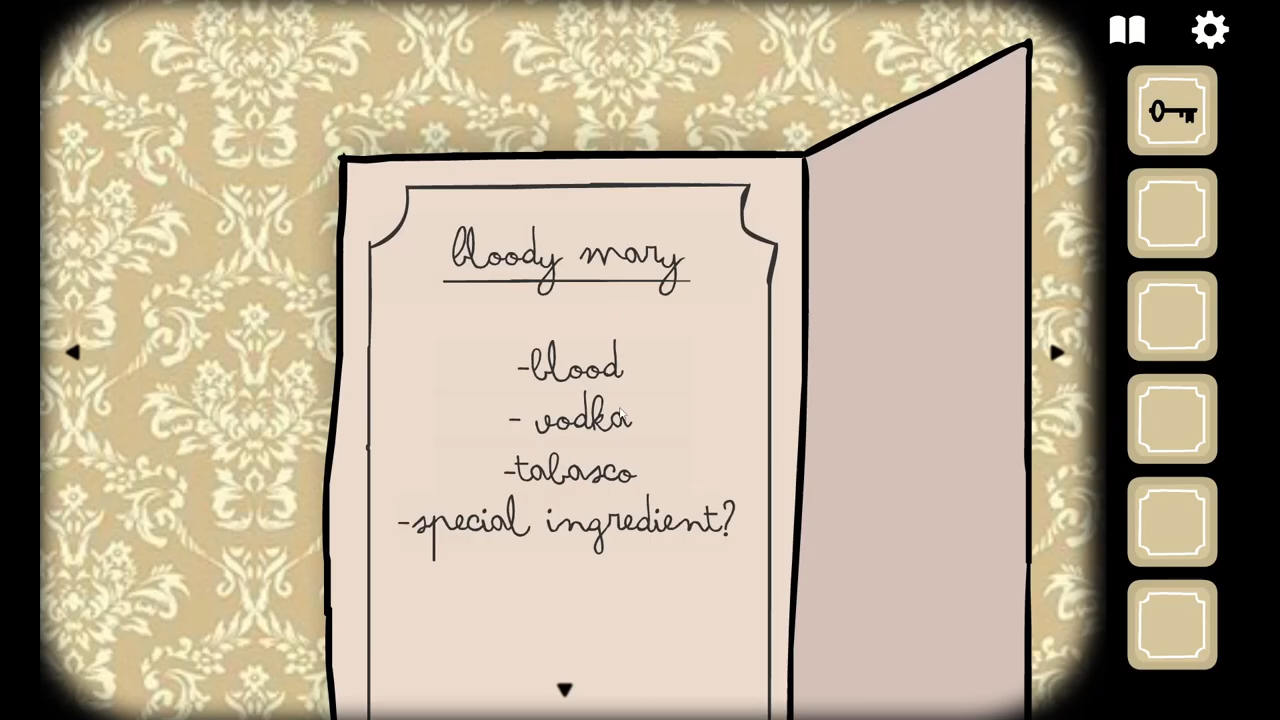 bloody mary
-blood
- vodka
-tabasco
-special ingredient?